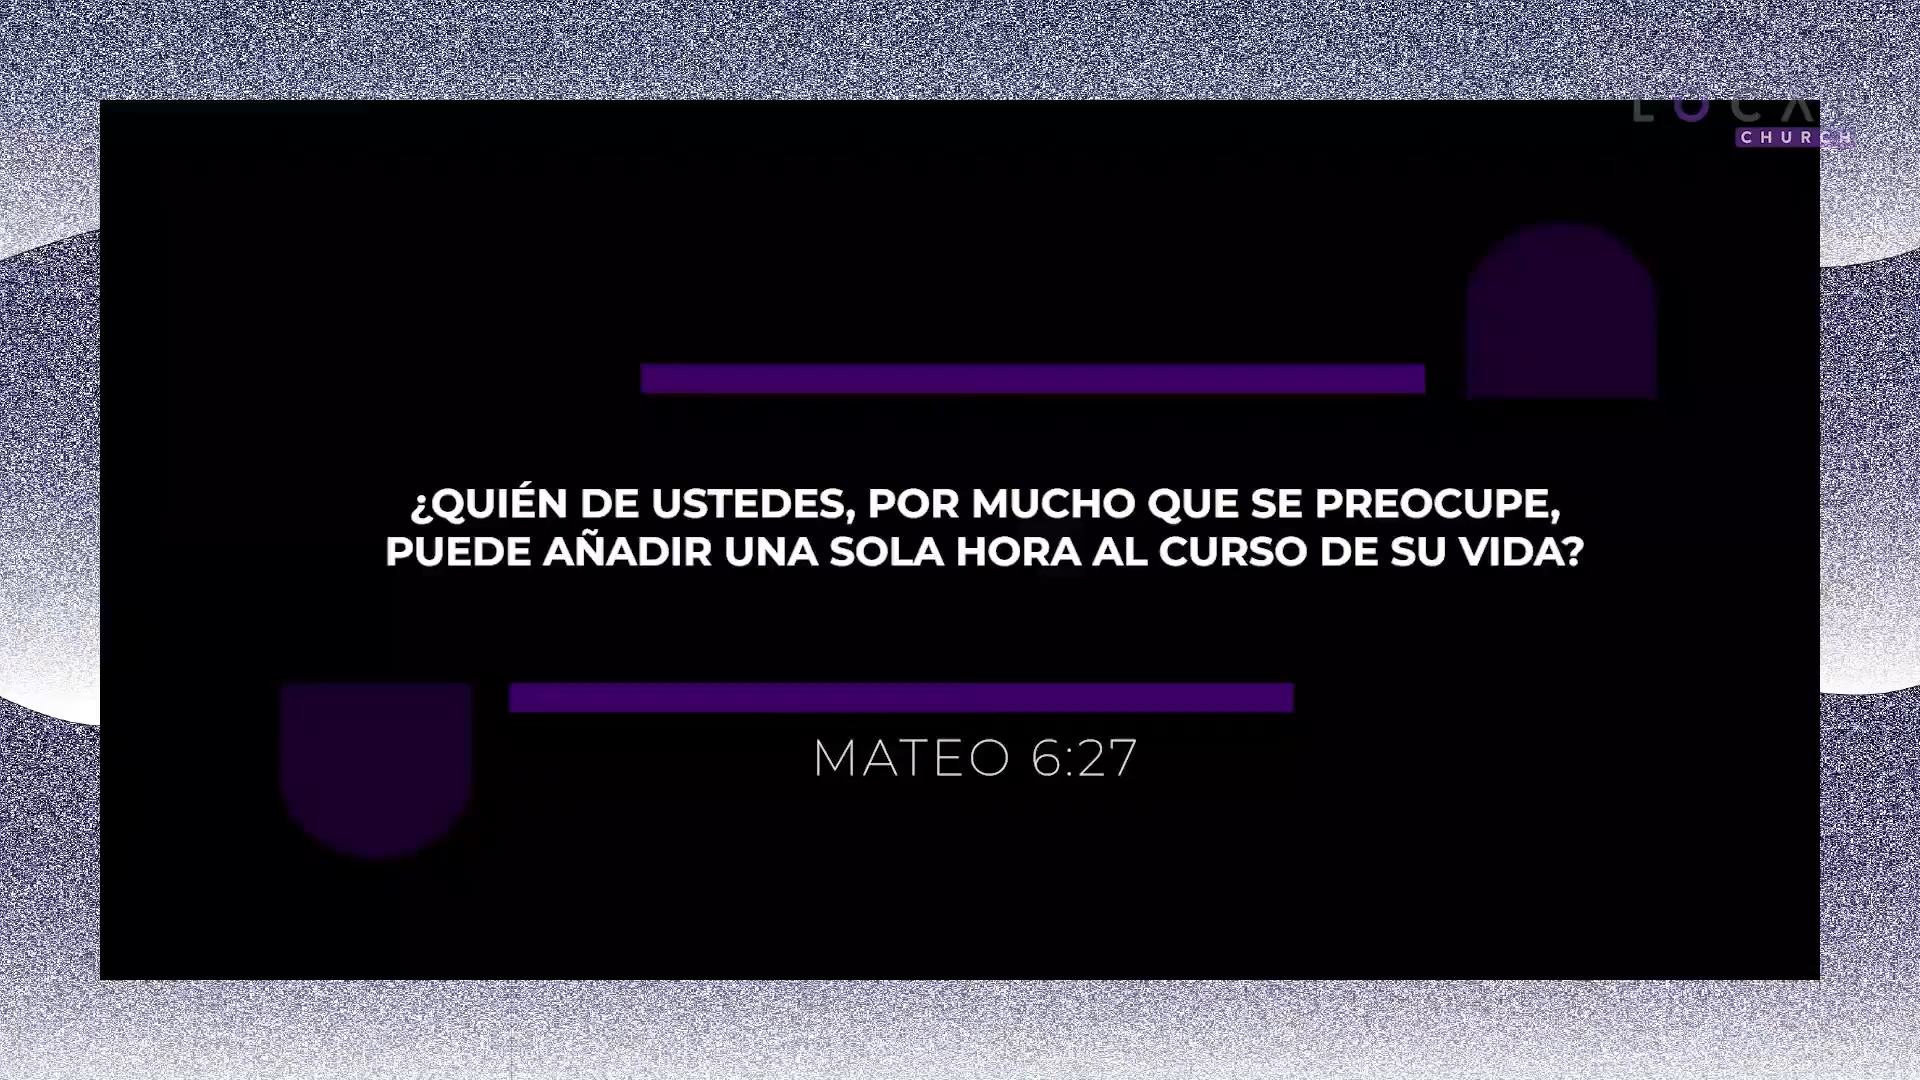 LOCAL
CHURCH
¿QUIÉN DE USTEDES, POR MUCHO QUE SE PREOCUPE,
PUEDE AÑADIR UNA SOLA HORA AL CURSO DE SU VIDA?
MATEO 6:27